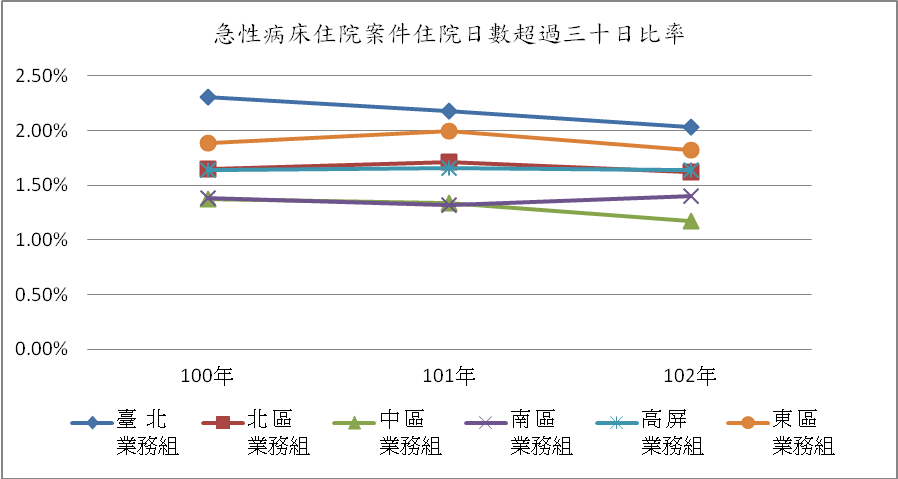 急性病床住院案件住院日數超過三十日比率
2.50%
2.00%
1.50%
1.00%
0.50%
0.00%
100年 101年 102年
臺北 北區 中區 南區 高屏 東區
業務組 業務組 業務組 業務組 業務組 業務組